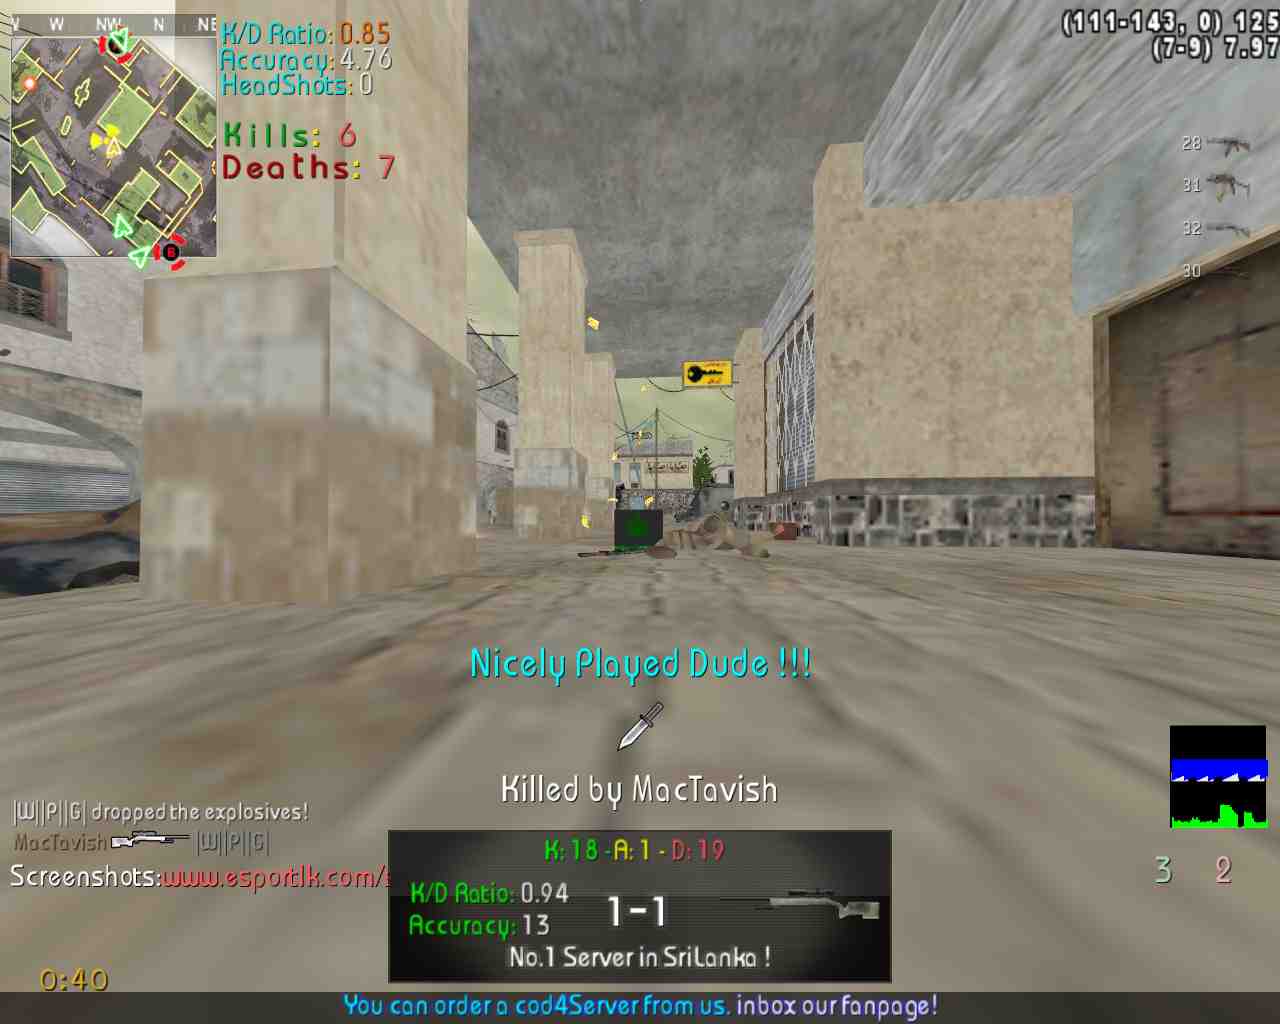 W W NW N NE
K/D Ratio: 0.85
Accuracy: 4.76
HeadShots: 0
Kills: 6
Deaths: 7
(111-143, 0) 125
(7-9) 7.97
28
31
32
30
B
Nicely Played Dude !!!
Killed by MacTavish
|W||P||G| dropped the explosives!
MacTavish |W||P||G|
Screenshots:www.esportlk.com/
K: 18 -A: 1 - D: 19
K/D Ratio: 0.94
1-1
Accuracy: 13
No.1 Server in SriLanka !
3 2
0:40
You can order a cod4Server from us. inbox our fanpage!